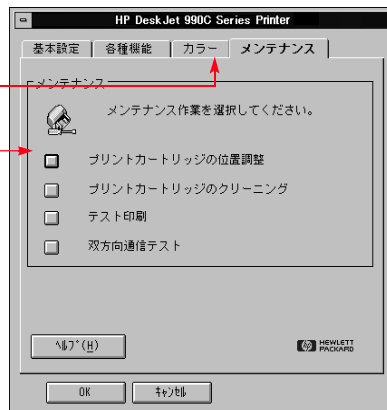 HP DeskJet 990C Series Printer
基本設定 各種機能 カラー メンテナンス
メンテナンス
メンテナンス作業を選択してください。
プリントカートリッジの位置調整
プリントカートリッジのクリーニング
テスト印刷
双方向通信テスト
ﾍﾙﾌﾟ(H)
HEWLETT
PACKARD
OK ｷｬﾝｾﾙ